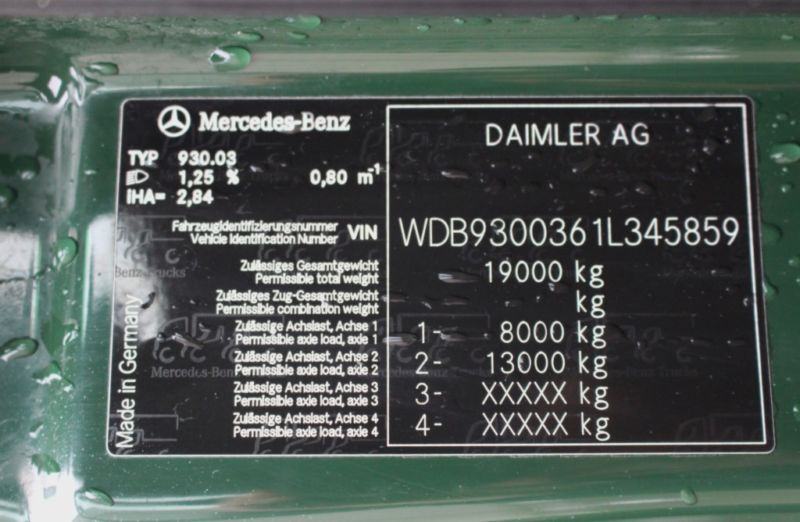 Mercedes-Benz
TYP 930.03
1,25 % 0,80 m⁻¹
IHA= 2,84
DAIMLER AG
Fahrzeugidentifizierungsnummer
Vehicle Identification Number VIN WDB9300361L345859
Zulässiges Gesamtgewicht
Permissible total weight 19000 kg
Zulässiges Zug-Gesamtgewicht
Permissible combination weight kg
Zulässige Achslast, Achse 1
Permissible axle load, axle 1 1- 8000 kg
Zulässige Achslast, Achse 2
Permissible axle load, axle 2 2- 13000 kg
Zulässige Achslast, Achse 3
Permissible axle load, axle 3 3- XXXXX kg
Zulässige Achslast, Achse 4
Permissible axle load, axle 4 4- XXXXX kg
Made in Germany